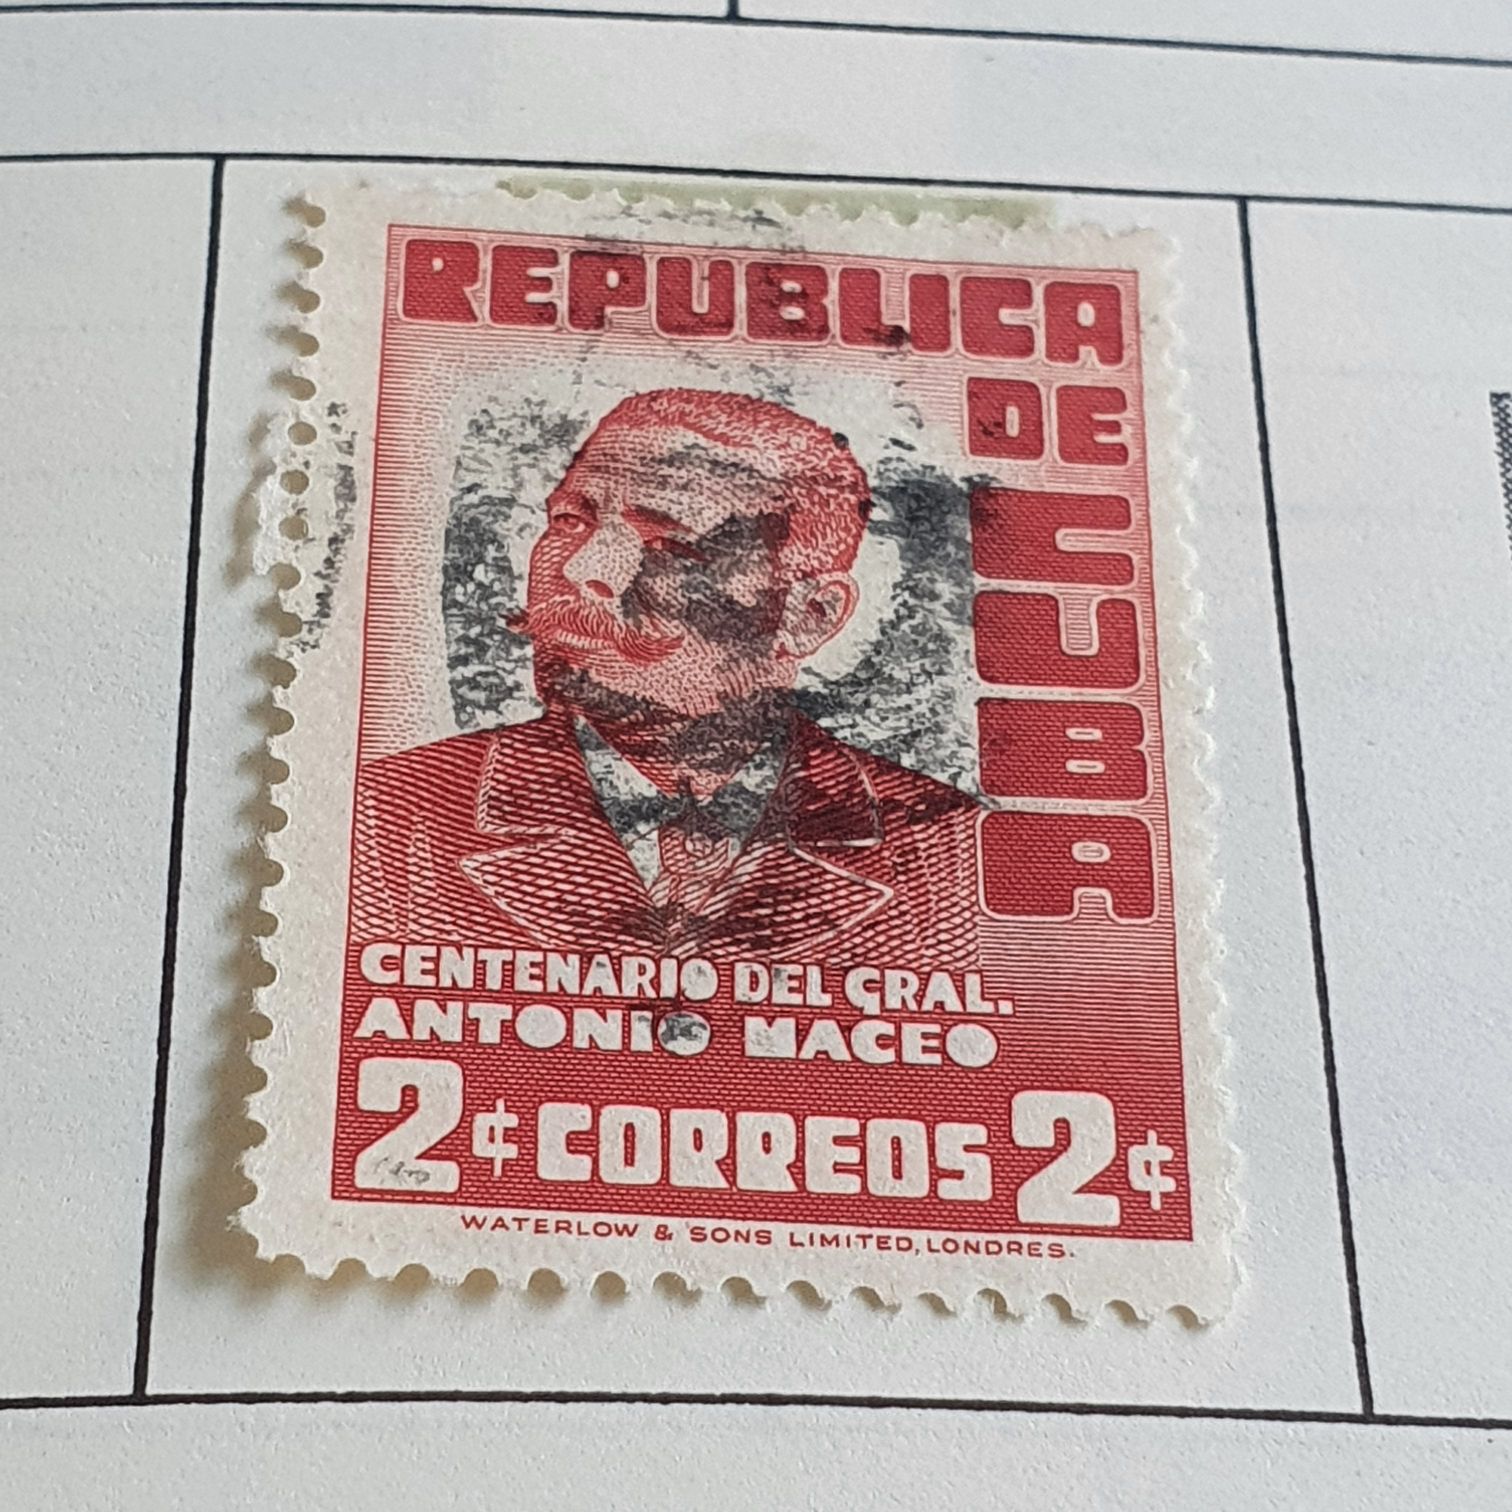 REPUBLICA
DE
CUBA
CENTENARIO DEL GRAL.
ANTONIO MACEO
2¢ CORREOS 2¢
WATERLOW & SONS LIMITED, LONDRES.